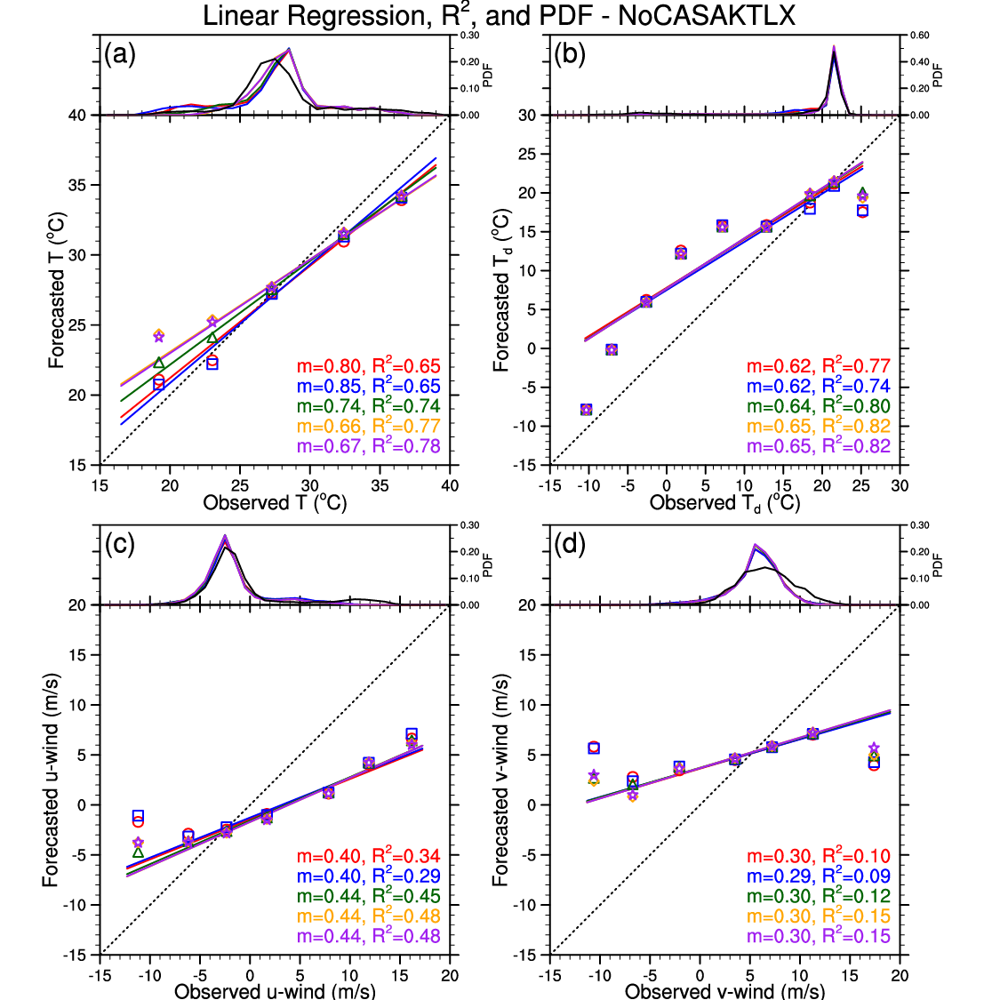 Linear Regression, R², and PDF - NoCASAKTLX
(a)
0.30
0.20
0.10
0.00
PDF
40
35
30
25
20
15
Forecasted T (°C)
m=0.80, R²=0.65
m=0.85, R²=0.65
m=0.74, R²=0.74
m=0.66, R²=0.77
m=0.67, R²=0.78
15 20 25 30 35 40
Observed T (°C)
(b)
0.60
0.40
0.20
0.00
PDF
30
25
20
15
10
5
0
-5
-10
-15
Forecasted Td (°C)
m=0.62, R²=0.77
m=0.62, R²=0.74
m=0.64, R²=0.80
m=0.65, R²=0.82
m=0.65, R²=0.82
-15 -10 -5 0 5 10 15 20 25 30
Observed Td (°C)
(c)
0.30
0.20
0.10
0.00
PDF
20
15
10
5
0
-5
-10
-15
Forecasted u-wind (m/s)
m=0.40, R²=0.34
m=0.40, R²=0.29
m=0.44, R²=0.45
m=0.44, R²=0.48
m=0.44, R²=0.48
-15 -10 -5 0 5 10 15 20
Observed u-wind (m/s)
(d)
0.30
0.20
0.10
0.00
PDF
20
15
10
5
0
-5
-10
-15
Forecasted v-wind (m/s)
m=0.30, R²=0.10
m=0.29, R²=0.09
m=0.30, R²=0.12
m=0.30, R²=0.15
m=0.30, R²=0.15
-15 -10 -5 0 5 10 15 20
Observed v-wind (m/s)